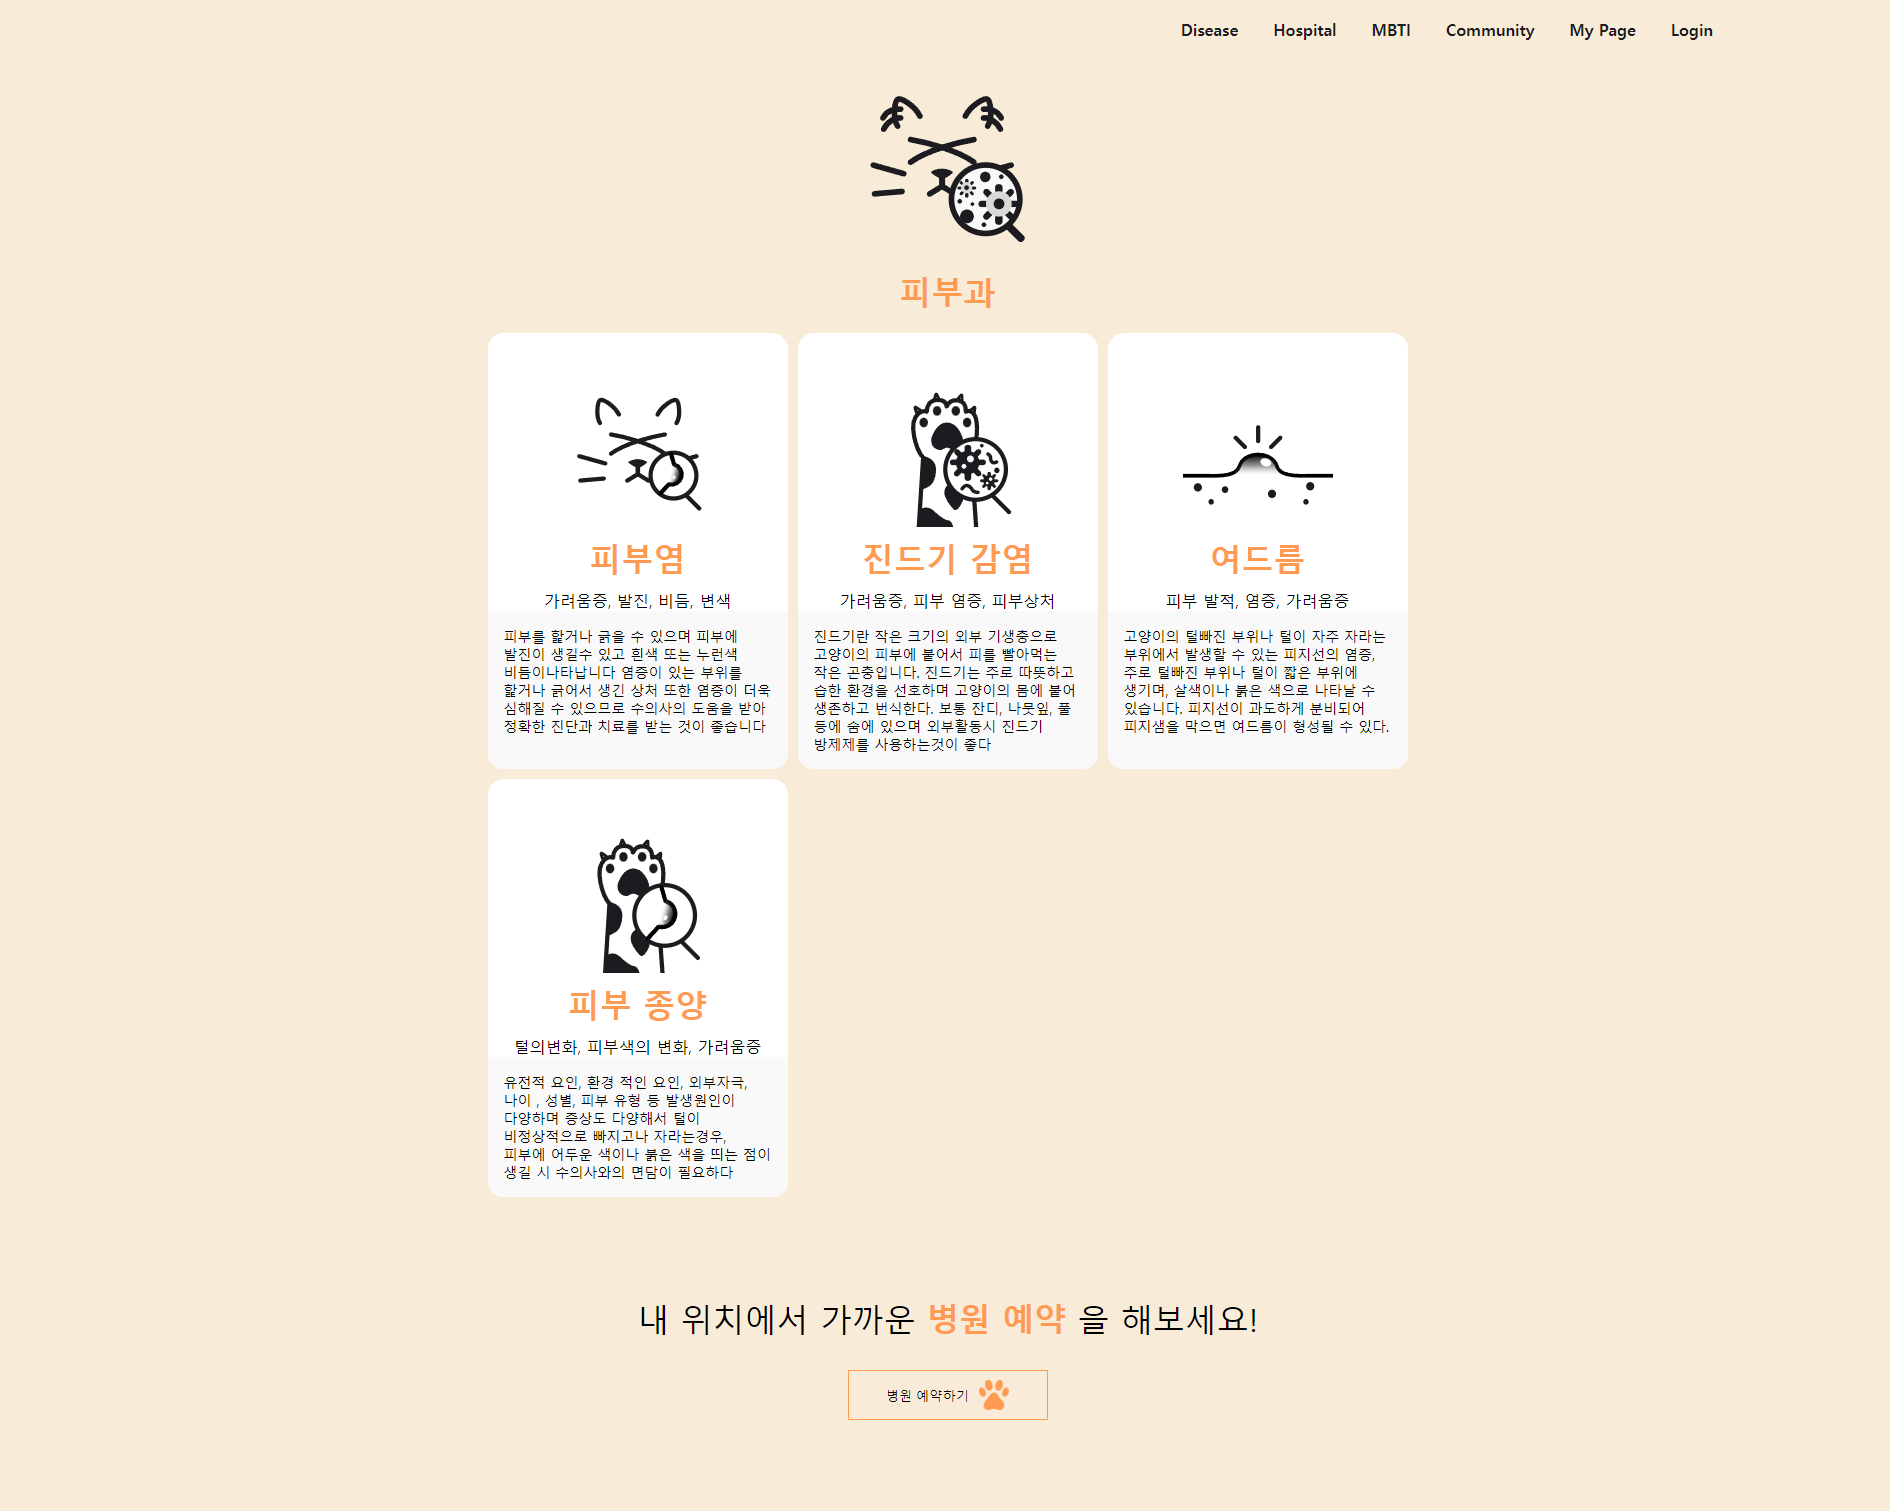 Disease Hospital MBTI Community My Page Login
피부과
피부염
가려움증, 발진, 비듬, 변색
피부를 핥거나 긁을 수 있으며 피부에
발진이 생길수 있고 흰색 또는 누런색
비듬이나타납니다 염증이 있는 부위를
핥거나 긁어서 생긴 상처 또한 염증이 더욱
심해질 수 있으므로 수의사의 도움을 받아
정확한 진단과 치료를 받는 것이 좋습니다
진드기 감염
가려움증, 피부 염증, 피부상처
진드기란 작은 크기의 외부 기생충으로
고양이의 피부에 붙어서 피를 빨아먹는
작은 곤충입니다. 진드기는 주로 따뜻하고
습한 환경을 선호하며 고양이의 몸에 붙어
생존하고 번식한다. 보통 잔디, 나뭇잎, 풀
등에 숨에 있으며 외부활동시 진드기
방제제를 사용하는것이 좋다
여드름
피부 발적, 염증, 가려움증
고양이의 털빠진 부위나 털이 자주 자라는
부위에서 발생할 수 있는 피지선의 염증,
주로 털빠진 부위나 털이 짧은 부위에
생기며, 살색이나 붉은 색으로 나타날 수
있습니다. 피지선이 과도하게 분비되어
피지샘을 막으면 여드름이 형성될 수 있다.
피부 종양
털의변화, 피부색의 변화, 가려움증
유전적 요인, 환경 적인 요인, 외부자극,
나이 , 성별, 피부 유형 등 발생원인이
다양하며 증상도 다양해서 털이
비정상적으로 빠지고나 자라는경우,
피부에 어두운 색이나 붉은 색을 띄는 점이
생길 시 수의사와의 면담이 필요하다
내 위치에서 가까운 병원 예약 을 해보세요!
병원 예약하기